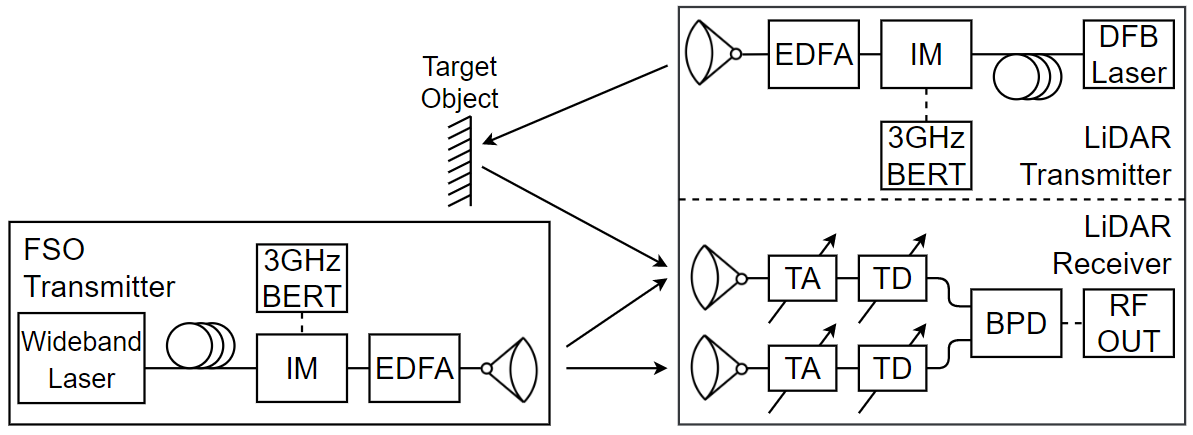 Target
Object
EDFA
IM
DFB
Laser
3GHz
BERT
LiDAR
Transmitter
FSO
Transmitter
3GHz
BERT
Wideband
Laser
IM
EDFA
LiDAR
Receiver
TA
TD
BPD
RF
OUT
TA
TD